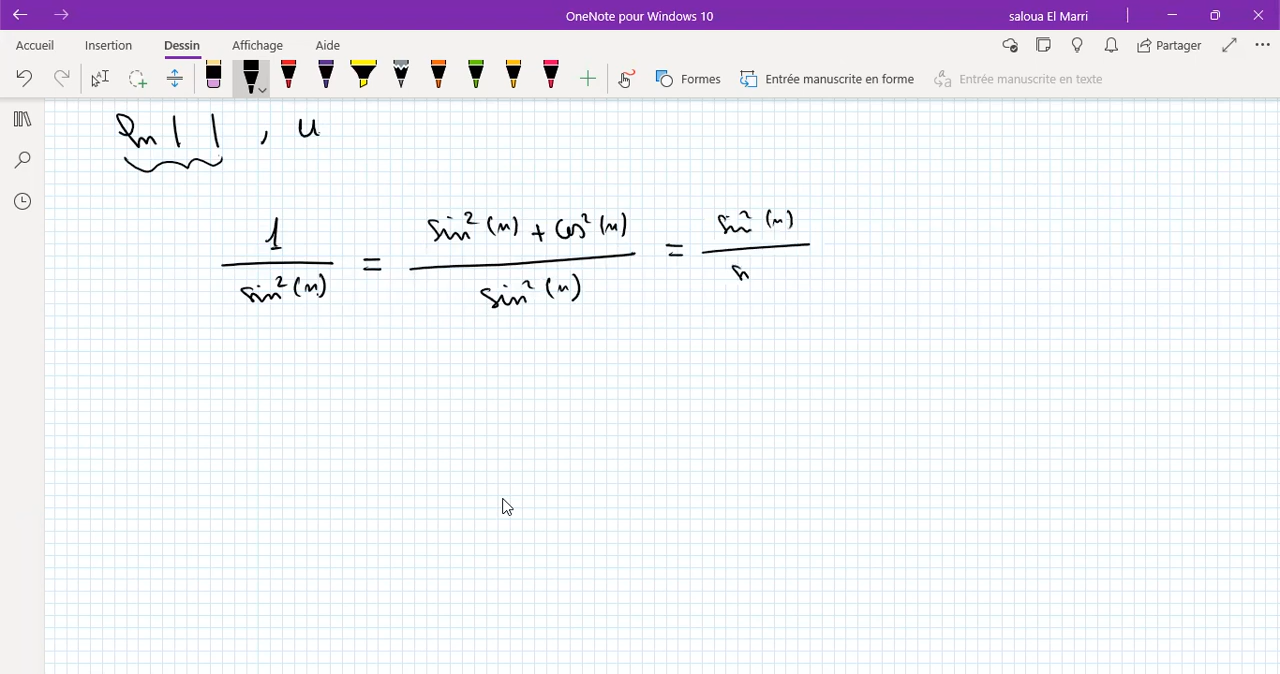 OneNote pour Windows 10
saloua El Marri
Accueil Insertion Dessin Affichage Aide
Partager
Formes Entrée manuscrite en forme Entrée manuscrite en texte
ln| | , u
1 / sin²(x) = sin²(x) + cos²(x) / sin²(x) = sin²(x) / s